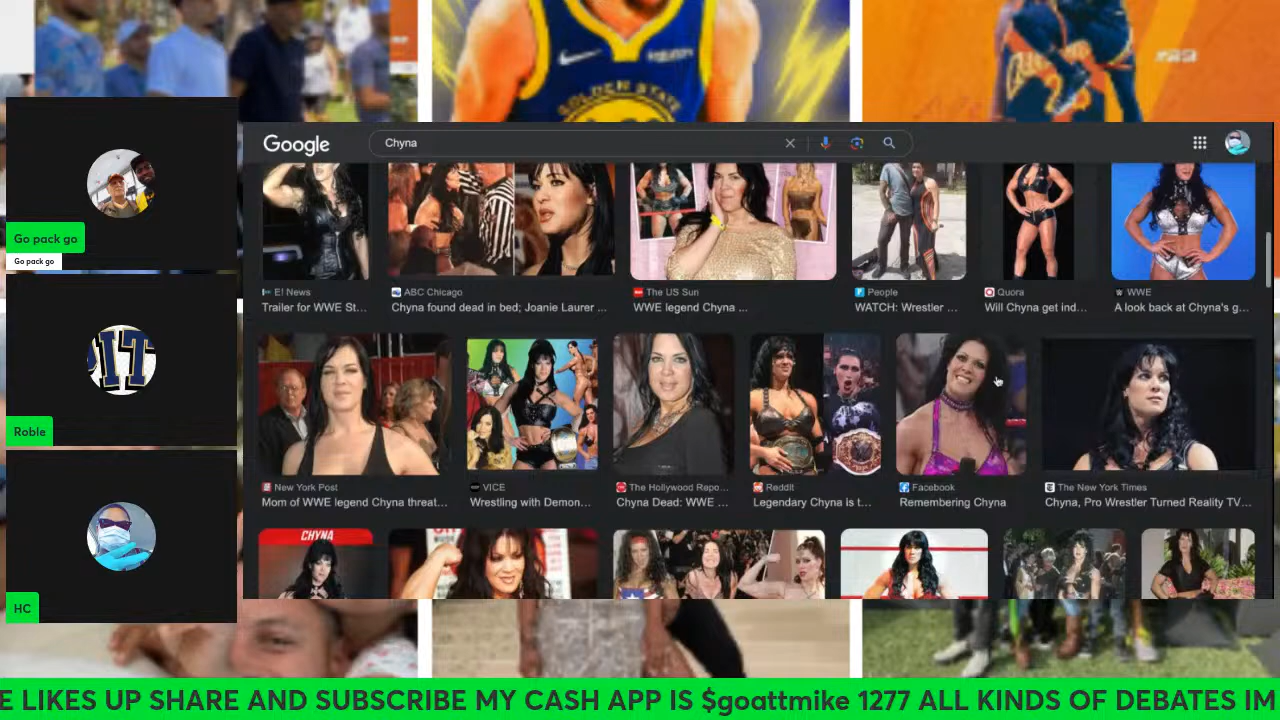 GOLDEN STATE
Google
Chyna
Go pack go
Go pack go
Roble
HC
E! News
Trailer for WWE St...
ABC Chicago
Chyna found dead in bed; Joanie Laurer ...
The US Sun
WWE legend Chyna ...
People
WATCH: Wrestler ...
Quora
Will Chyna get ind...
WWE
A look back at Chyna's g...
New York Post
Mom of WWE legend Chyna threat...
VICE
Wrestling with Demon...
The Hollywood Repo...
Chyna Dead: WWE ...
Reddit
Legendary Chyna is t...
Facebook
Remembering Chyna
The New York Times
Chyna, Pro Wrestler Turned Reality TV...
CHYNA
E LIKES UP SHARE AND SUBSCRIBE MY CASH APP IS $goattmike 1277 ALL KINDS OF DEBATES IM